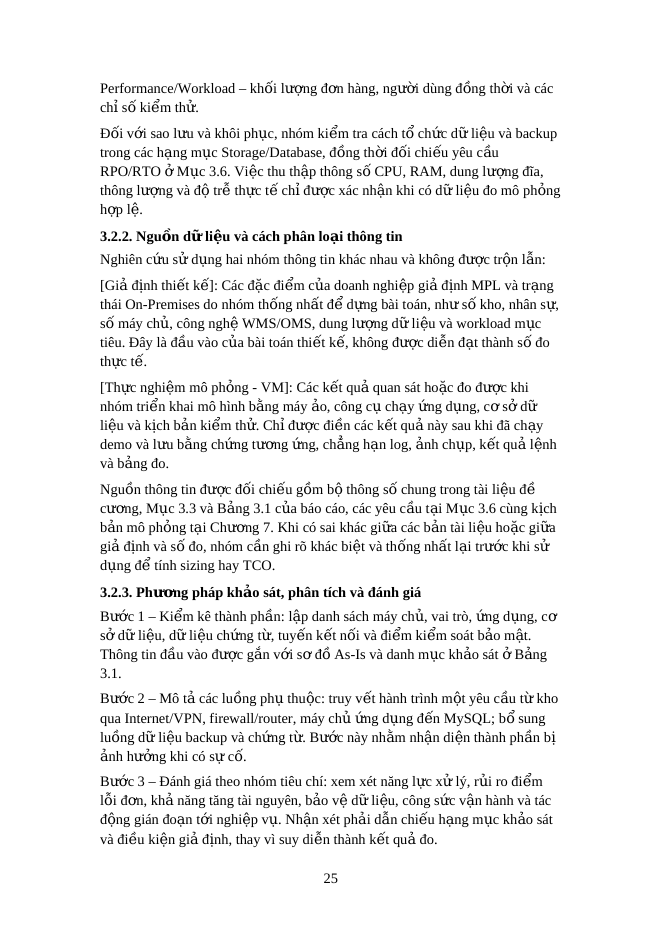 Performance/Workload – khối lượng đơn hàng, người dùng đồng thời và các
chỉ số kiểm thử.
Đối với sao lưu và khôi phục, nhóm kiểm tra cách tổ chức dữ liệu và backup
trong các hạng mục Storage/Database, đồng thời đối chiếu yêu cầu
RPO/RTO ở Mục 3.6. Việc thu thập thông số CPU, RAM, dung lượng đĩa,
thông lượng và độ trễ thực tế chỉ được xác nhận khi có dữ liệu đo mô phỏng
hợp lệ.
3.2.2. Nguồn dữ liệu và cách phân loại thông tin
Nghiên cứu sử dụng hai nhóm thông tin khác nhau và không được trộn lẫn:
[Giả định thiết kế]: Các đặc điểm của doanh nghiệp giả định MPL và trạng
thái On-Premises do nhóm thống nhất để dựng bài toán, như số kho, nhân sự,
số máy chủ, công nghệ WMS/OMS, dung lượng dữ liệu và workload mục
tiêu. Đây là đầu vào của bài toán thiết kế, không được diễn đạt thành số đo
thực tế.
[Thực nghiệm mô phỏng - VM]: Các kết quả quan sát hoặc đo được khi
nhóm triển khai mô hình bằng máy ảo, công cụ chạy ứng dụng, cơ sở dữ
liệu và kịch bản kiểm thử. Chỉ được điền các kết quả này sau khi đã chạy
demo và lưu bằng chứng tương ứng, chẳng hạn log, ảnh chụp, kết quả lệnh
và bảng đo.
Nguồn thông tin được đối chiếu gồm bộ thông số chung trong tài liệu đề
cương, Mục 3.3 và Bảng 3.1 của báo cáo, các yêu cầu tại Mục 3.6 cùng kịch
bản mô phỏng tại Chương 7. Khi có sai khác giữa các bản tài liệu hoặc giữa
giả định và số đo, nhóm cần ghi rõ khác biệt và thống nhất lại trước khi sử
dụng để tính sizing hay TCO.
3.2.3. Phương pháp khảo sát, phân tích và đánh giá
Bước 1 – Kiểm kê thành phần: lập danh sách máy chủ, vai trò, ứng dụng, cơ
sở dữ liệu, dữ liệu chứng từ, tuyến kết nối và điểm kiểm soát bảo mật.
Thông tin đầu vào được gắn với sơ đồ As-Is và danh mục khảo sát ở Bảng
3.1.
Bước 2 – Mô tả các luồng phụ thuộc: truy vết hành trình một yêu cầu từ kho
qua Internet/VPN, firewall/router, máy chủ ứng dụng đến MySQL; bổ sung
luồng dữ liệu backup và chứng từ. Bước này nhằm nhận diện thành phần bị
ảnh hưởng khi có sự cố.
Bước 3 – Đánh giá theo nhóm tiêu chí: xem xét năng lực xử lý, rủi ro điểm
lỗi đơn, khả năng tăng tài nguyên, bảo vệ dữ liệu, công sức vận hành và tác
động gián đoạn tới nghiệp vụ. Nhận xét phải dẫn chiếu hạng mục khảo sát
và điều kiện giả định, thay vì suy diễn thành kết quả đo.
25